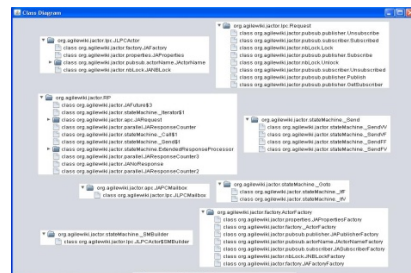 Class Diagram
org.agilewiki.jactor.lpc.JLPCActor
class org.agilewiki.jactor.factory.JAFactory
class org.agilewiki.jactor.properties.JAProperties
class org.agilewiki.jactor.pubsub.actorName.JActorName
class org.agilewiki.jactor.nbLock.JANBLock
org.agilewiki.jactor.lpc.Request
class org.agilewiki.jactor.pubsub.publisher.Unsubscribe
class org.agilewiki.jactor.pubsub.subscriber.Subscribed
class org.agilewiki.jactor.nbLock.Lock
class org.agilewiki.jactor.pubsub.publisher.Subscribe
class org.agilewiki.jactor.nbLock.Unlock
class org.agilewiki.jactor.pubsub.subscriber.Unsubscribed
class org.agilewiki.jactor.pubsub.publisher.Publish
class org.agilewiki.jactor.pubsub.publisher.GetSubscriber
org.agilewiki.jactor.RP
class org.agilewiki.jactor.JAFuture$3
class org.agilewiki.jactor.stateMachine._Iterator$1
class org.agilewiki.jactor.apc.JARequest
class org.agilewiki.jactor.parallel.JAResponseCounter
class org.agilewiki.jactor.stateMachine._Call$1
class org.agilewiki.jactor.stateMachine._Send$1
class org.agilewiki.jactor.stateMachine.ExtendedResponseProcessor
class org.agilewiki.jactor.parallel.JAResponseCounter3
class org.agilewiki.jactor.JANoResponse
class org.agilewiki.jactor.parallel.JAResponseCounter2
org.agilewiki.jactor.stateMachine._Send
class org.agilewiki.jactor.stateMachine._SendVV
class org.agilewiki.jactor.stateMachine._SendVF
class org.agilewiki.jactor.stateMachine._SendFF
class org.agilewiki.jactor.stateMachine._SendFV
org.agilewiki.jactor.apc.JAPCMailbox
class org.agilewiki.jactor.lpc.JLPCMailbox
org.agilewiki.jactor.stateMachine._Goto
class org.agilewiki.jactor.stateMachine._IfF
class org.agilewiki.jactor.stateMachine._IfV
org.agilewiki.jactor.stateMachine._SMBuilder
class org.agilewiki.jactor.lpc.JLPCActor$SMBuilder
org.agilewiki.jactor.factory.ActorFactory
class org.agilewiki.jactor.properties.JAPropertiesFactory
class org.agilewiki.jactor.factory._ActorFactory
class org.agilewiki.jactor.pubsub.publisher.JAPublisherFactory
class org.agilewiki.jactor.pubsub.actorName.JActorNameFactory
class org.agilewiki.jactor.pubsub.subscriber.JASubscriberFactory
class org.agilewiki.jactor.nbLock.JNBLockFactory
class org.agilewiki.jactor.factory.JAFactoryFactory